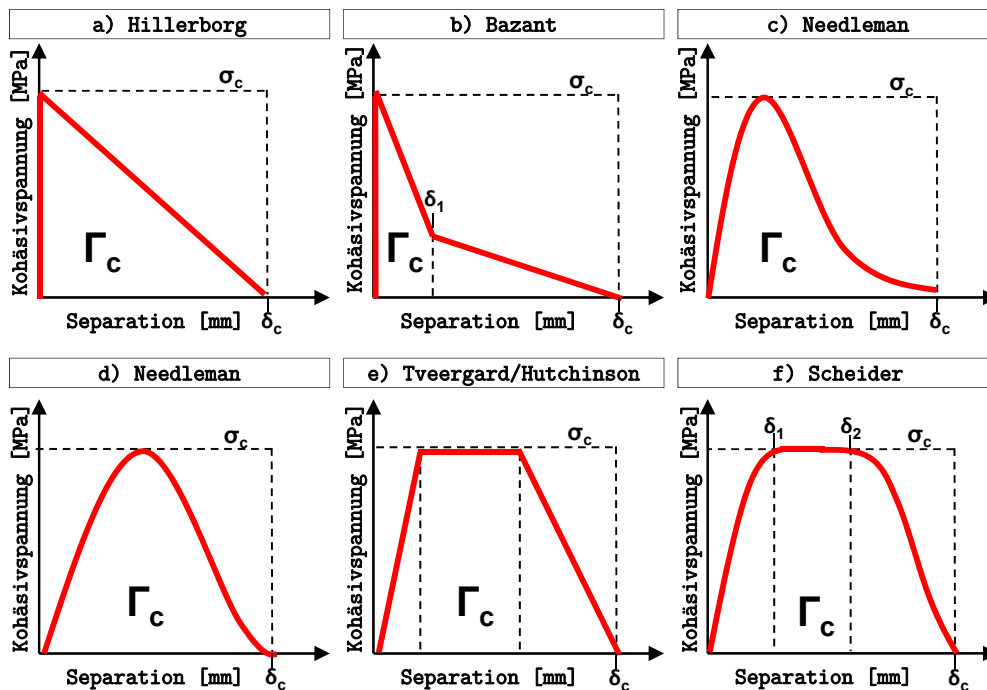 a) Hillerborg
Kohäsivspannung [MPa]
σc
Γc
Separation [mm]
δc
b) Bazant
Kohäsivspannung [MPa]
σc
δ1
Γc
Separation [mm]
δc
c) Needleman
Kohäsivspannung [MPa]
σc
Γc
Separation [mm]
δc
d) Needleman
Kohäsivspannung [MPa]
σc
Γc
Separation [mm]
δc
e) Tveergard/Hutchinson
Kohäsivspannung [MPa]
σc
Γc
Separation [mm]
δc
f) Scheider
Kohäsivspannung [MPa]
δ1
δ2
σc
Γc
Separation [mm]
δc